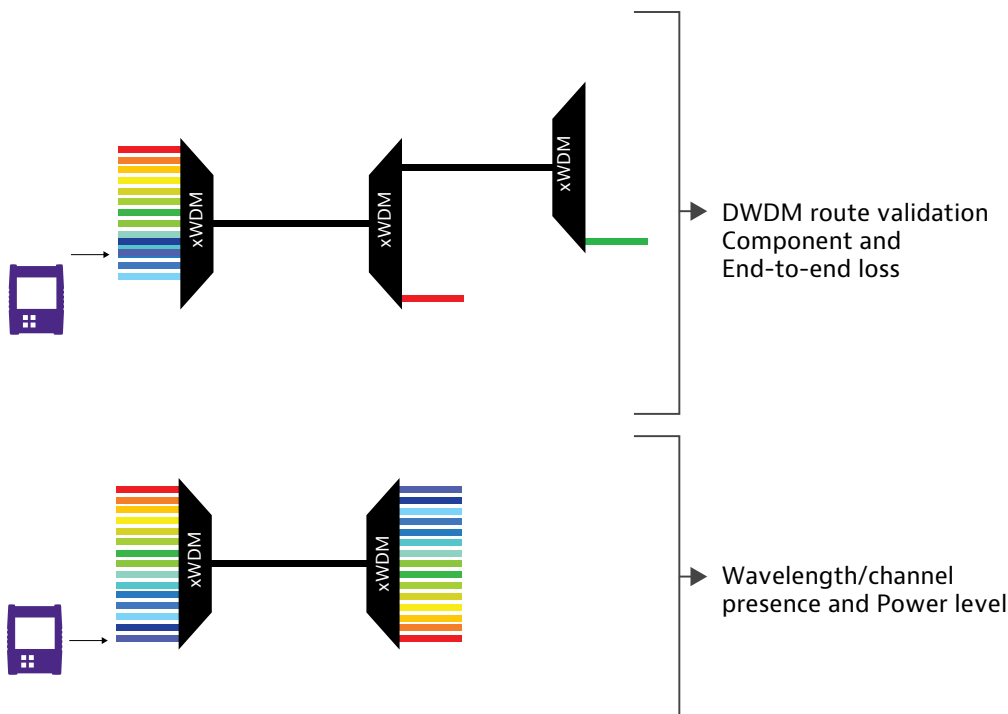 xWDM
xWDM
xWDM
DWDM route validation
Component and
End-to-end loss
xWDM
xWDM
Wavelength/channel
presence and Power level